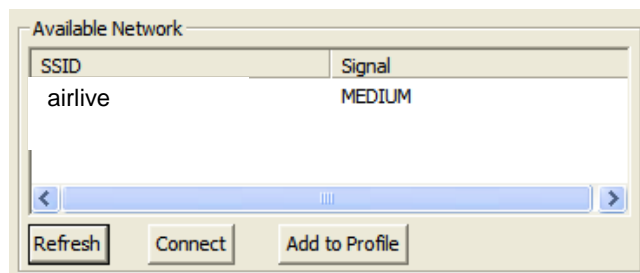 Available Network
SSID Signal
airlive MEDIUM
Refresh Connect Add to Profile